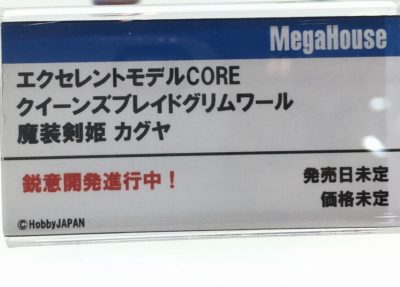 MegaHouse
エクセレントモデルCORE
クイーンズブレイドグリムワール
魔装剣姫 カグヤ
鋭意開発進行中！
発売日未定
価格未定
©HobbyJAPAN